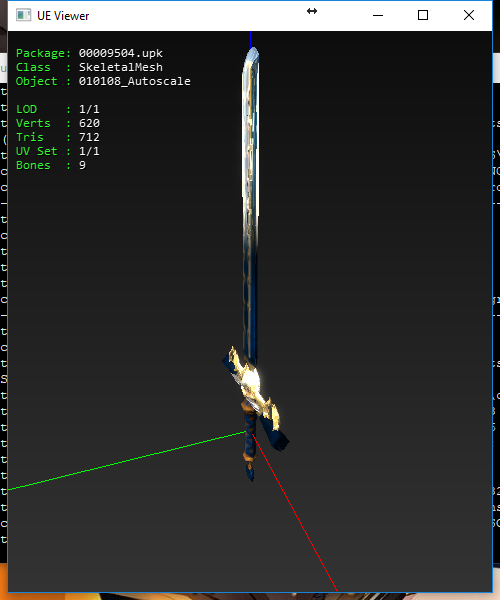 UE Viewer
Package: 00009504.upk
Class  : SkeletalMesh
Object : 010108_Autoscale
LOD    : 1/1
Verts  : 620
Tris   : 712
UV Set : 1/1
Bones  : 9